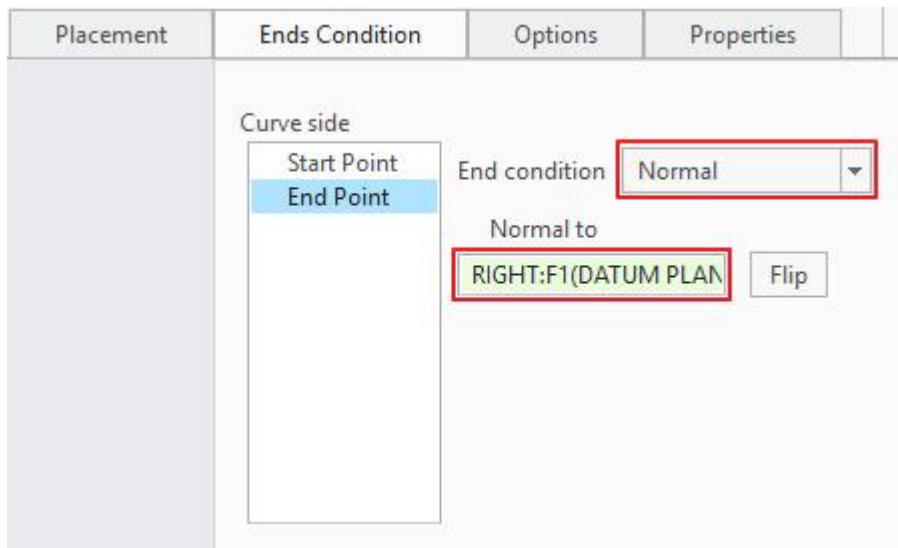 Placement Ends Condition Options Properties
Curve side
Start Point
End condition Normal
End Point
Normal to
RIGHT:F1(DATUM PLAN Flip